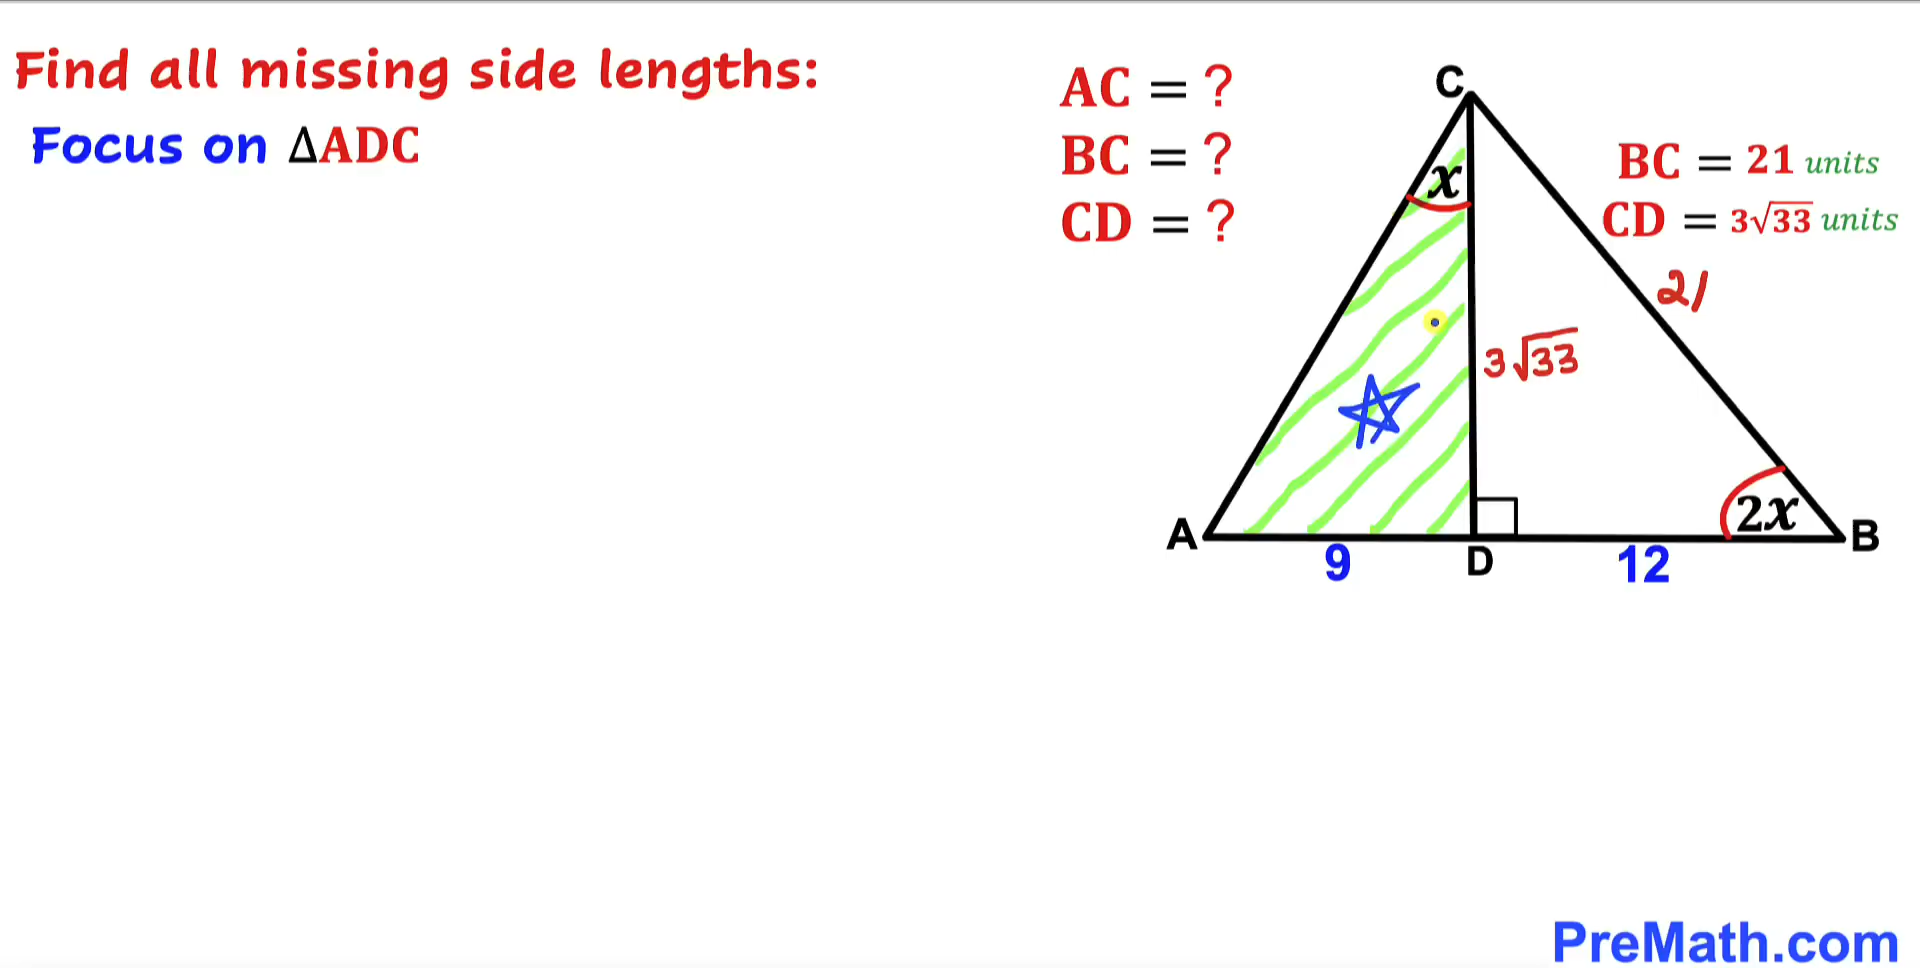 Find all missing side lengths:
Focus on ΔADC
AC = ?
BC = ?
CD = ?
C
BC = 21 units
CD = 3√33 units
x
21
3√33
2x
A
B
9
D
12
PreMath.com